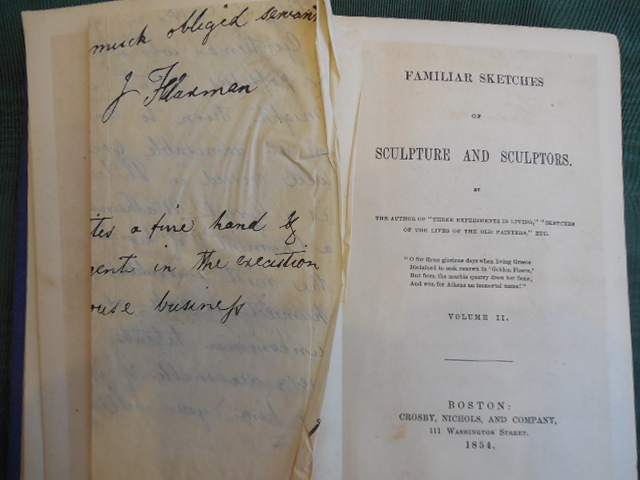 much obliged servant
J Flaxman
ites a fine hand &
gent in the execution
ouse business
FAMILIAR SKETCHES
OF
SCULPTURE AND SCULPTORS.
BY
THE AUTHOR OF "THREE EXPERIMENTS IN LIVING," "SKETCHES
OF THE LIVES OF THE OLD PAINTERS," ETC.
"O for those glorious days when living Greece
Disdained to seek renown in 'Golden Fleece,'
But from the marble quarry drew her fame,
And won for Athens an immortal name!"
VOLUME II.
BOSTON:
CROSBY, NICHOLS, AND COMPANY,
111 WASHINGTON STREET.
1854.